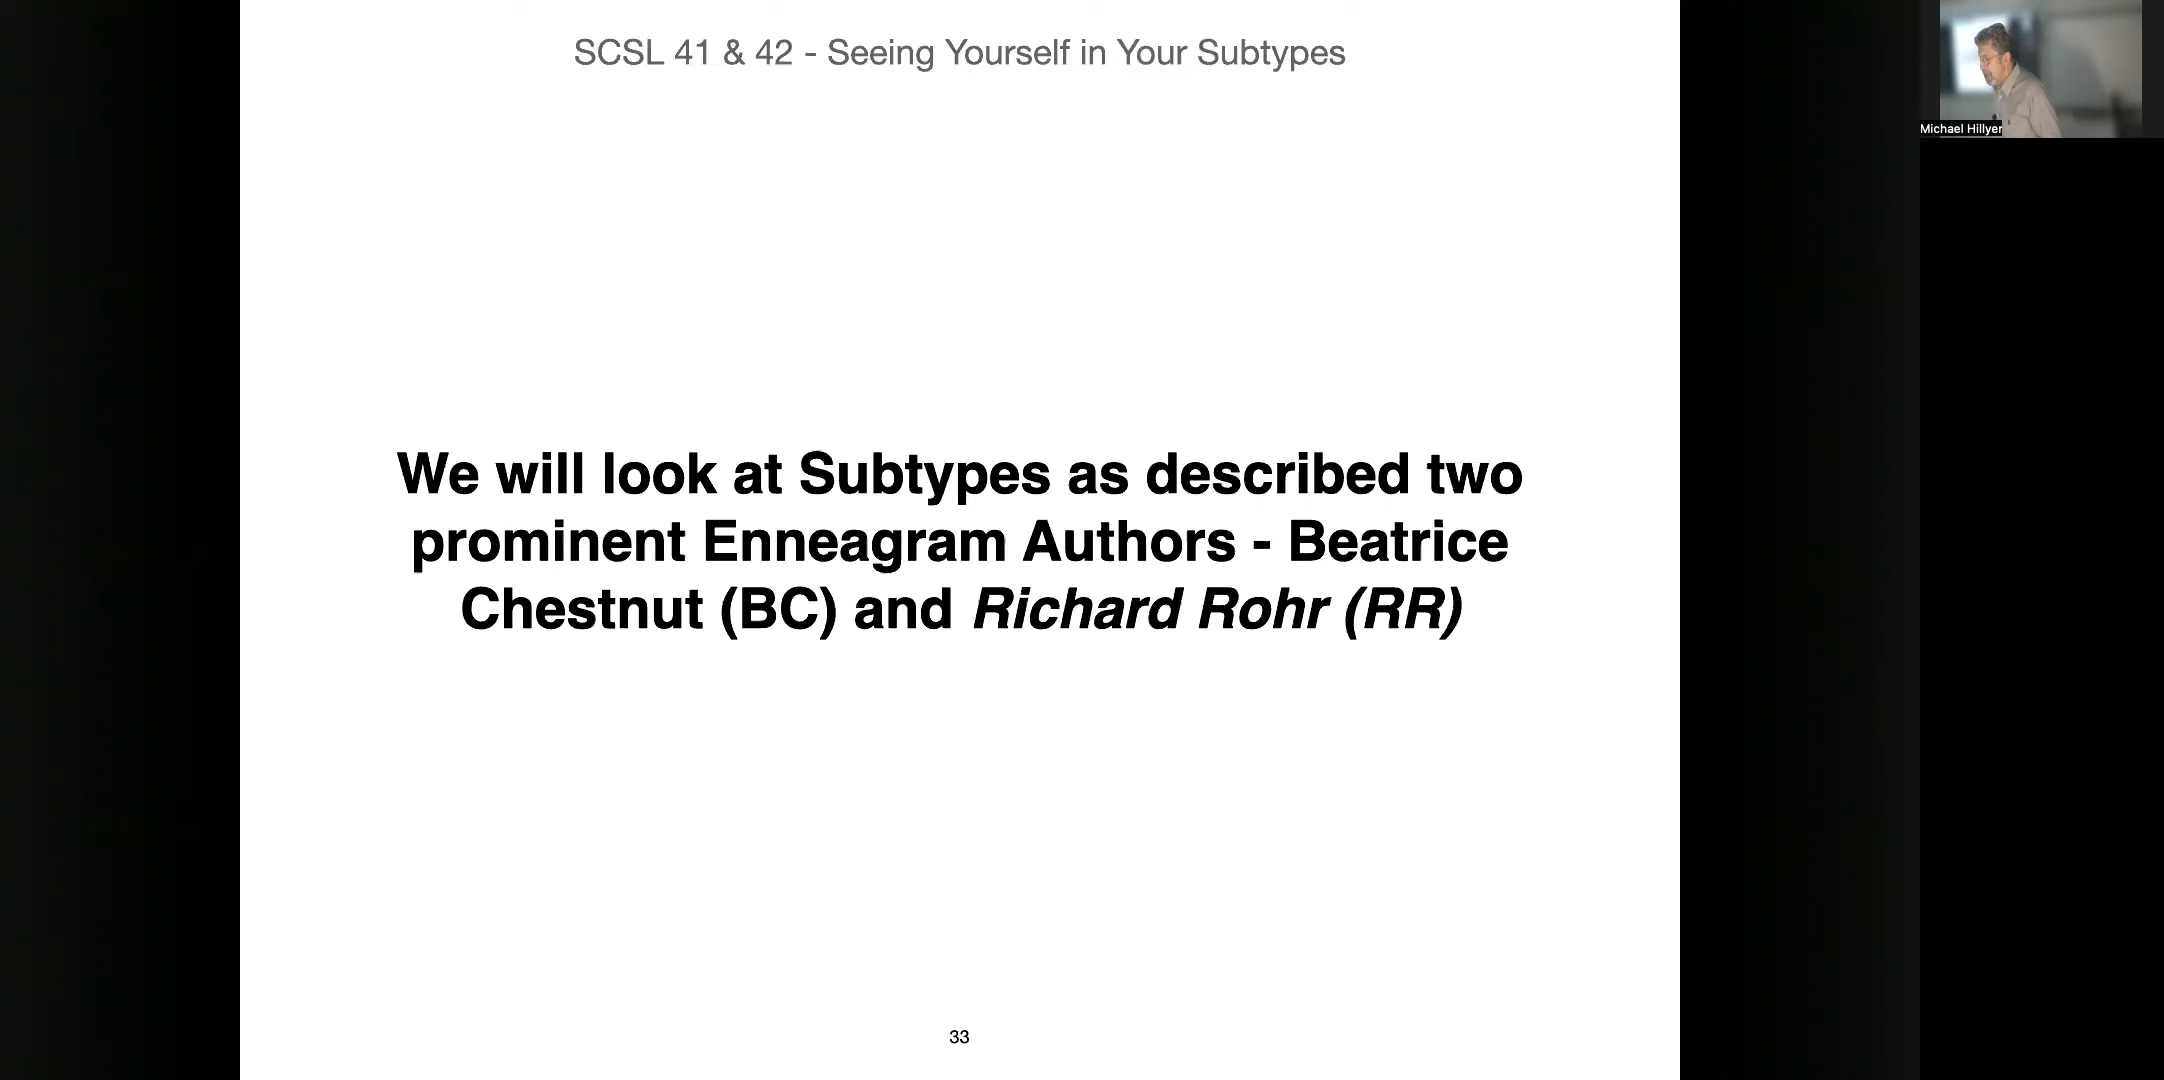 SCSL 41 & 42 - Seeing Yourself in Your Subtypes
Michael Hillyer
We will look at Subtypes as described two
prominent Enneagram Authors - Beatrice
Chestnut (BC) and Richard Rohr (RR)
33